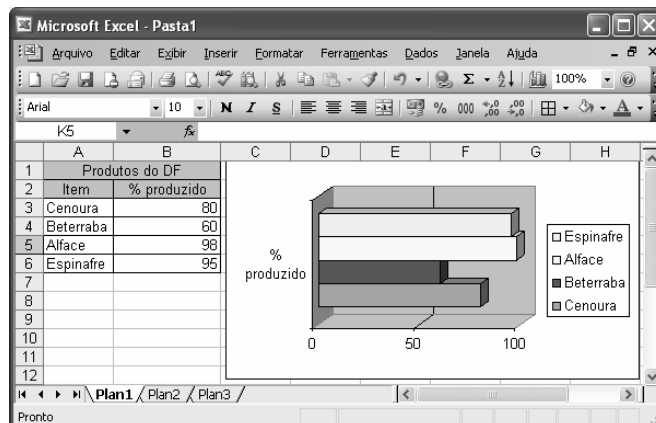 Microsoft Excel - Pasta1
Arquivo Editar Exibir Inserir Formatar Ferramentas Dados Janela Ajuda
100%
Arial 10 N I S % 000
K5 fx
A B C D E F G H
1 Produtos do DF
2 Item % produzido
3 Cenoura 80
4 Beterraba 60
5 Alface 98
6 Espinafre 95
7
8
9
10
11
12
% produzido
0 50 100
Espinafre
Alface
Beterraba
Cenoura
Plan1 Plan2 Plan3
Pronto